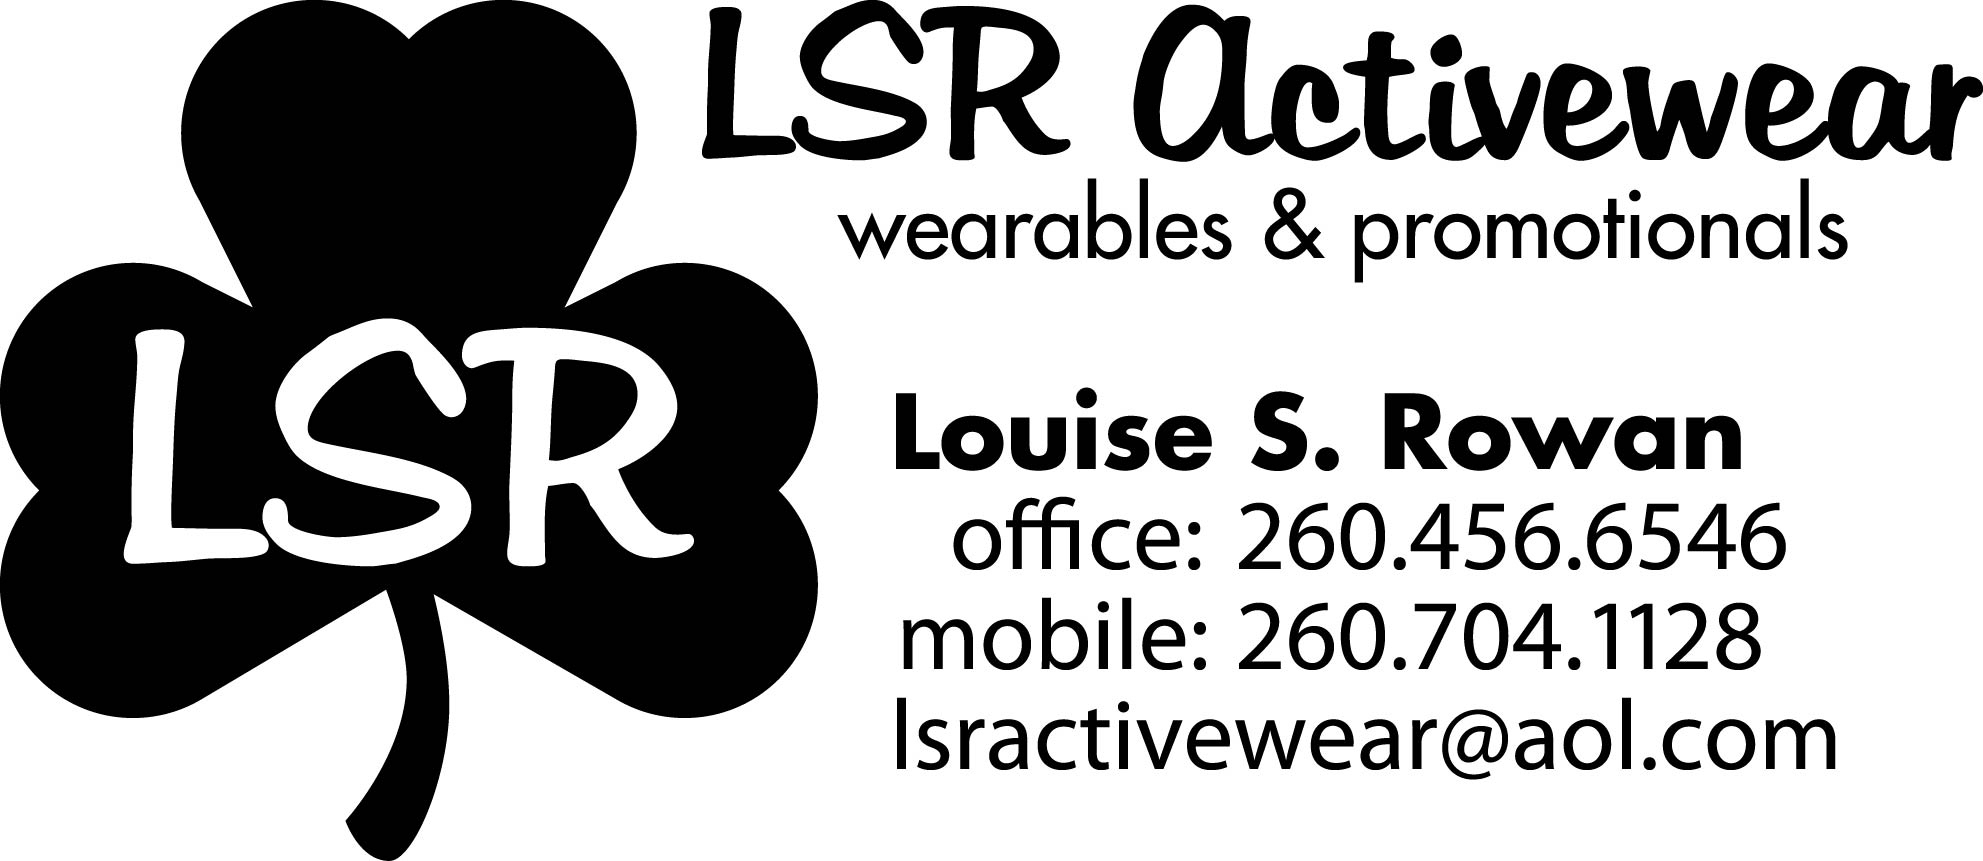 LSR
LSR Activewear
wearables & promotionals
Louise S. Rowan
office: 260.456.6546
mobile: 260.704.1128
lsractivewear@aol.com